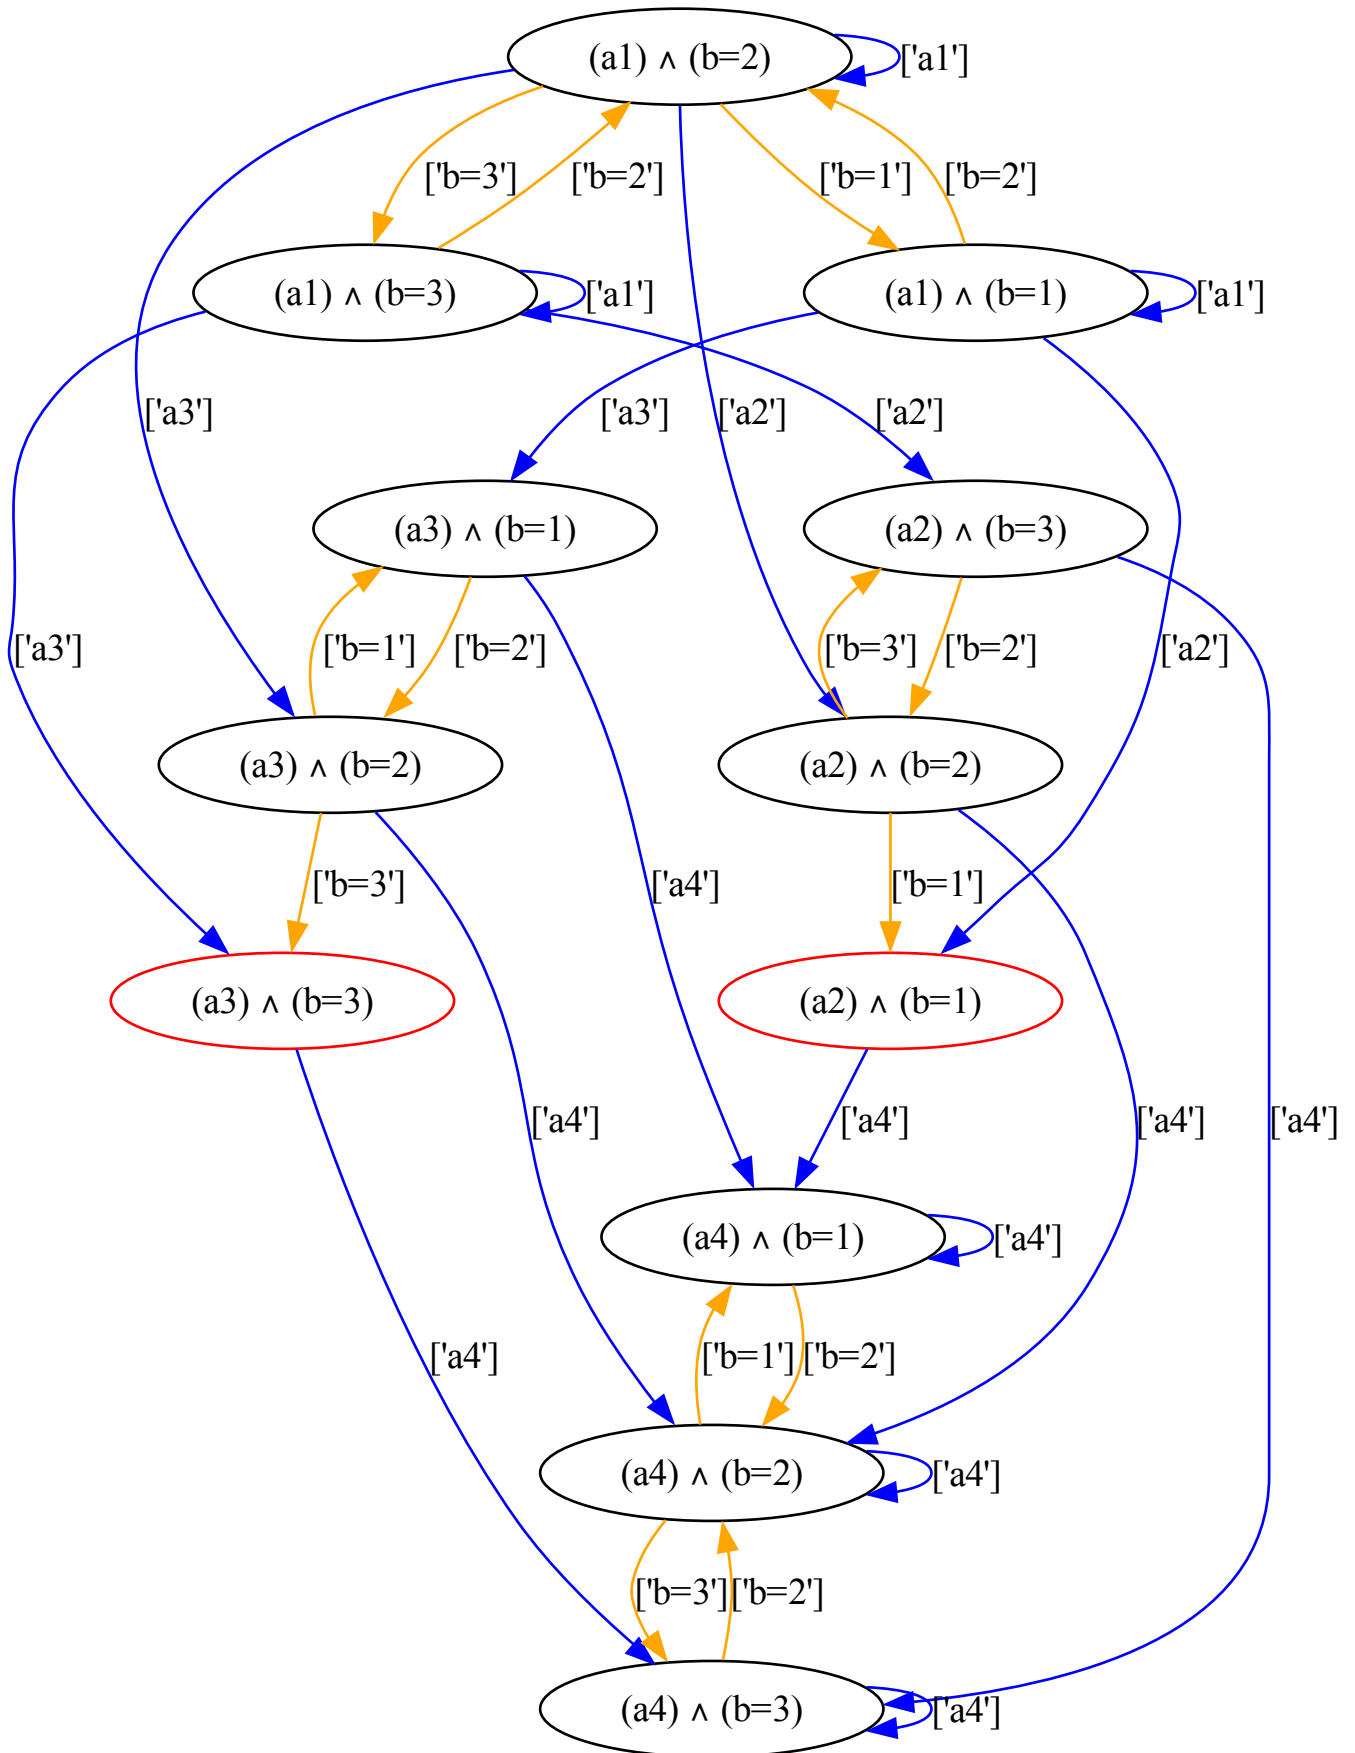 (a1) ∧ (b=2)
['a1']
['b=3']
['b=2']
['b=1']
['b=2']
(a1) ∧ (b=3)
['a1']
(a1) ∧ (b=1)
['a1']
['a3']
['a3']
['a2']
['a2']
(a3) ∧ (b=1)
(a2) ∧ (b=3)
['a3']
['b=1']
['b=2']
['b=3']
['b=2']
['a2']
(a3) ∧ (b=2)
(a2) ∧ (b=2)
['b=3']
['a4']
['b=1']
(a3) ∧ (b=3)
(a2) ∧ (b=1)
['a4']
['a4']
['a4']
['a4']
(a4) ∧ (b=1)
['a4']
['a4']
['b=1']
['b=2']
(a4) ∧ (b=2)
['a4']
['b=3']
['b=2']
(a4) ∧ (b=3)
['a4']